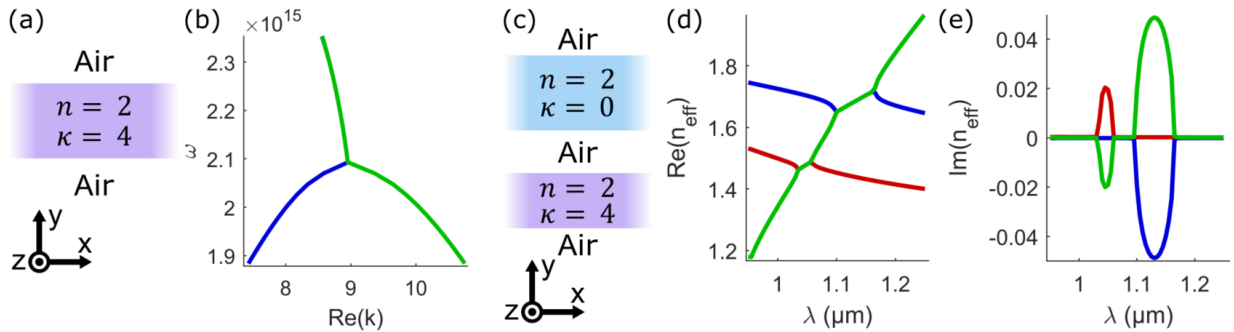 (a)
Air
n = 2
κ = 4
Air
y
z
x
(b)
×10¹⁵
2.3
2.2
2.1
2
1.9
ω
8
9
10
Re(k)
(c)
Air
n = 2
κ = 0
Air
n = 2
κ = 4
Air
y
z
x
(d)
Re(n_eff)
1.8
1.6
1.4
1.2
1
1.1
1.2
λ (μm)
(e)
Im(n_eff)
0.04
0.02
0
-0.02
-0.04
1
1.1
1.2
λ (μm)